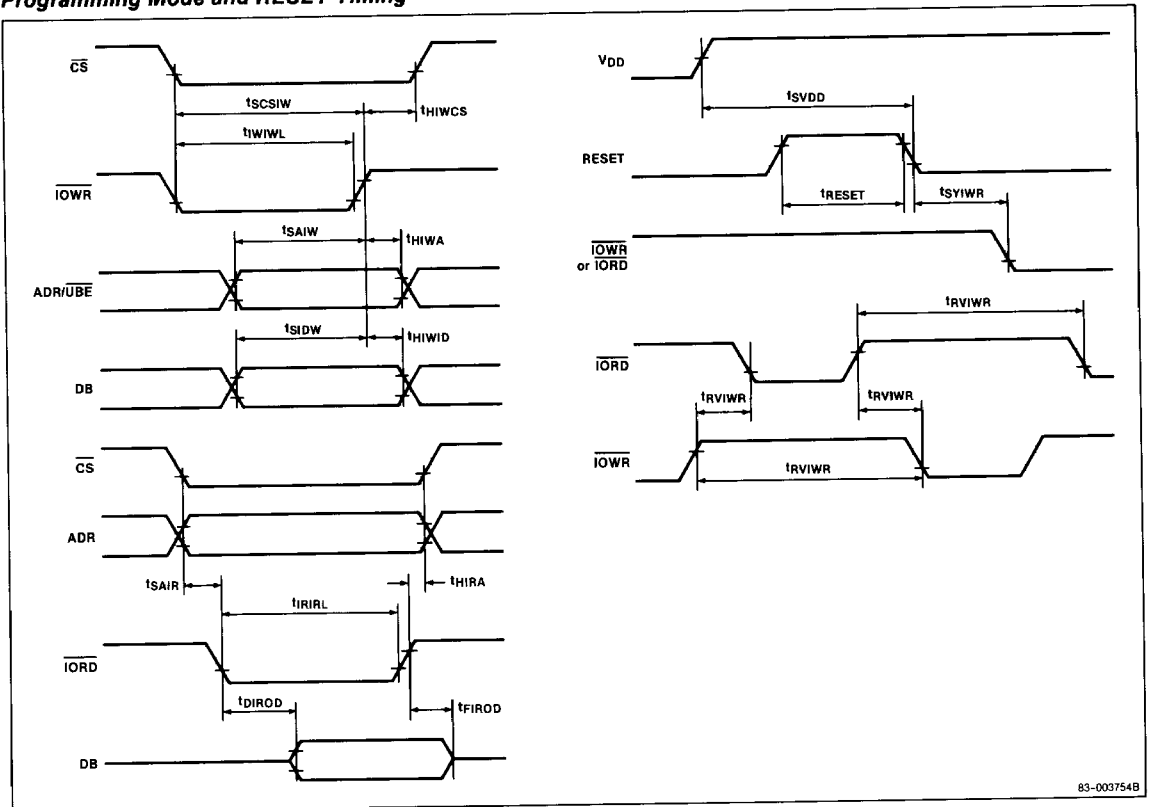 Programming Mode and RESET Timing
CS
tSCSIW
tHIWCS
tIWIWL
IOWR
tSAIW
tHIWA
ADR/UBE
tSIDW
tHIWID
DB
CS
ADR
tSAIR
tHIRA
tIRIRL
IORD
tDIROD
tFIROD
DB
VDD
tSVDD
RESET
tRESET
tSYIWR
IOWR
or IORD
tRVIWR
IORD
tRVIWR
tRVIWR
IOWR
tRVIWR
83-003754B